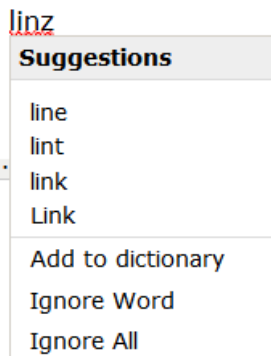 linz
Suggestions
line
lint
link
Link
Add to dictionary
Ignore Word
Ignore All